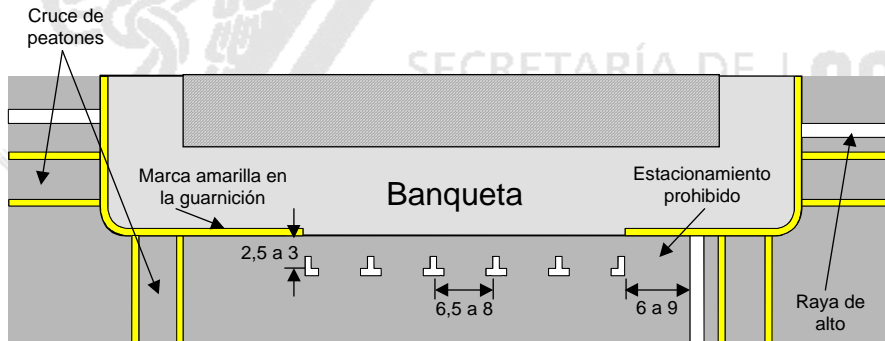 Cruce de
peatones
SECRETARÍA DE
Marca amarilla en
la guarnición
Banqueta
Estacionamiento
prohibido
2,5 a 3
6,5 a 8
6 a 9
Raya de
alto